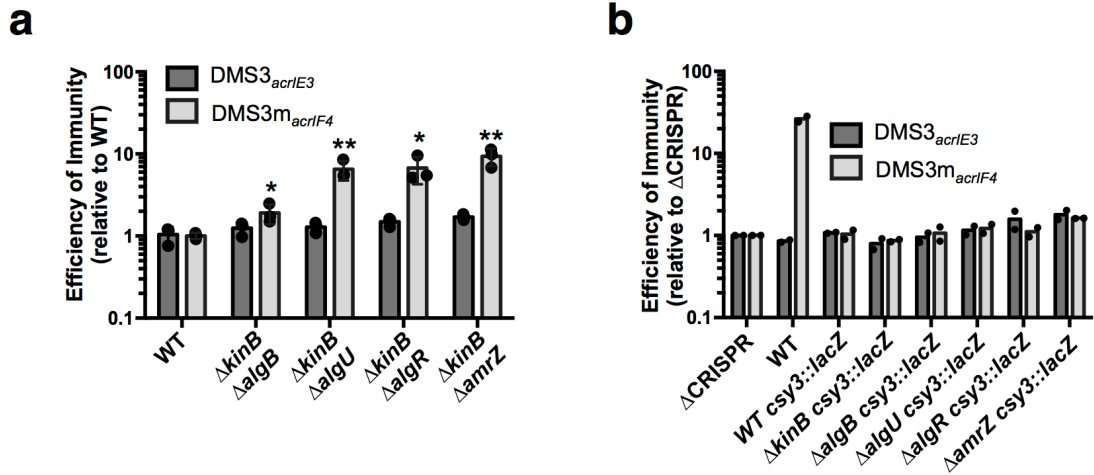 a
Efficiency of Immunity
(relative to WT)
100
10
1
0.1
DMS3acrIE3
DMS3macrIF4
*
**
*
**
WT
ΔkinB
ΔalgB
ΔkinB
ΔalgU
ΔkinB
ΔalgR
ΔkinB
ΔamrZ
b
Efficiency of Immunity
(relative to ΔCRISPR)
100
10
1
0.1
DMS3acrIE3
DMS3macrIF4
ΔCRISPR
WT
WT csy3::lacZ
ΔkinB csy3::lacZ
ΔalgB csy3::lacZ
ΔalgU csy3::lacZ
ΔalgR csy3::lacZ
ΔamrZ csy3::lacZ